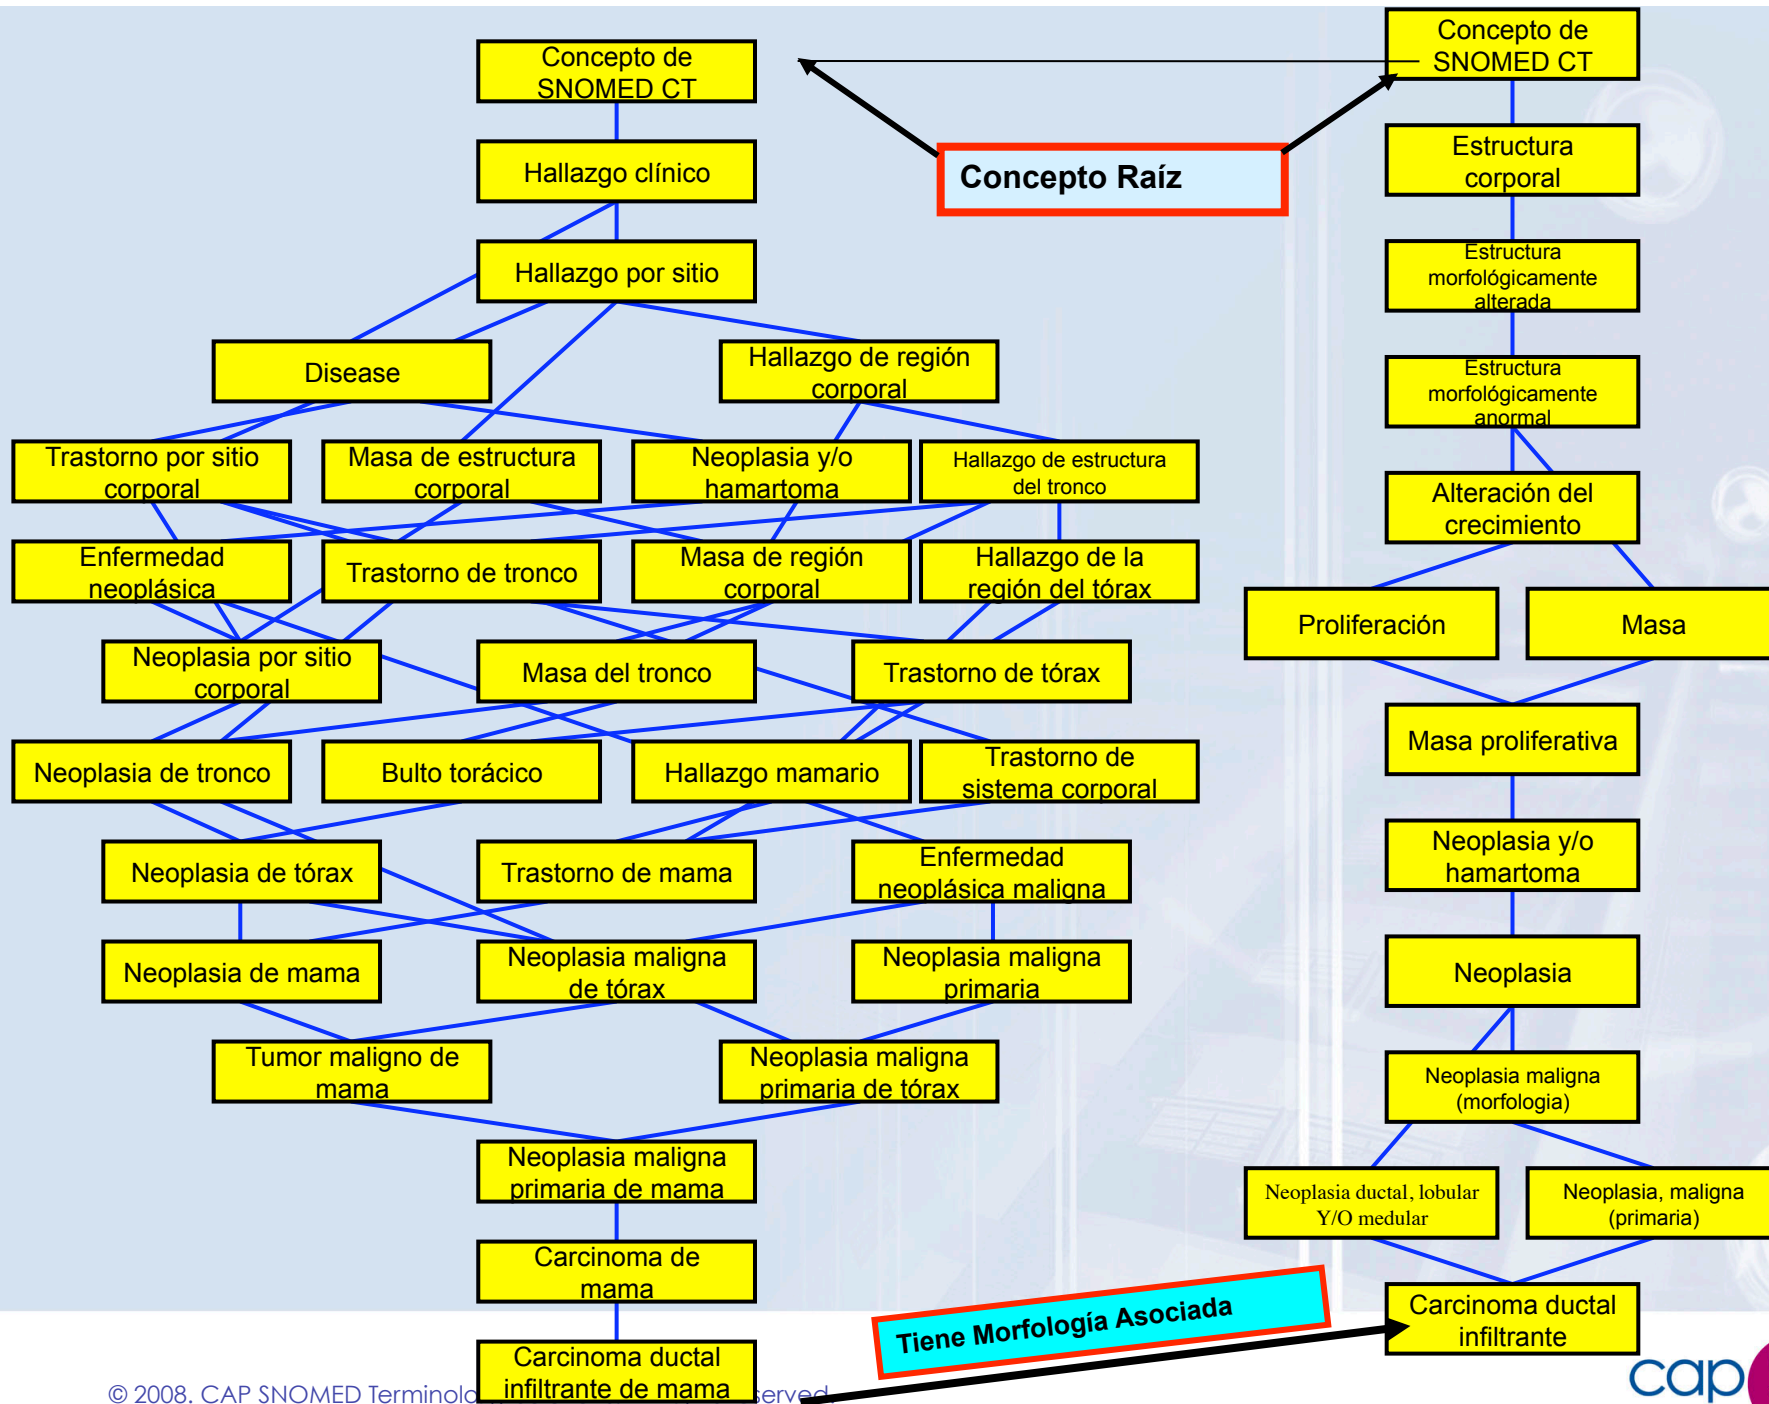 Concepto de
SNOMED CT
Concepto de
SNOMED CT
Concepto Raíz
Hallazgo clínico
Estructura
corporal
Hallazgo por sitio
Estructura
morfológicamente
alterada
Disease
Hallazgo de región
corporal
Estructura
morfológicamente
anormal
Trastorno por sitio
corporal
Masa de estructura
corporal
Neoplasia y/o
hamartoma
Hallazgo de estructura
del tronco
Alteración del
crecimiento
Enfermedad
neoplásica
Trastorno de tronco
Masa de región
corporal
Hallazgo de la
región del tórax
Proliferación
Masa
Neoplasia por sitio
corporal
Masa del tronco
Trastorno de tórax
Masa proliferativa
Neoplasia de tronco
Bulto torácico
Hallazgo mamario
Trastorno de
sistema corporal
Neoplasia y/o
hamartoma
Neoplasia de tórax
Trastorno de mama
Enfermedad
neoplásica maligna
Neoplasia de mama
Neoplasia maligna
de tórax
Neoplasia maligna
primaria
Neoplasia
Tumor maligno de
mama
Neoplasia maligna
primaria de tórax
Neoplasia maligna
(morfologia)
Neoplasia maligna
primaria de mama
Neoplasia ductal, lobular
Y/O medular
Neoplasia, maligna
(primaria)
Carcinoma de
mama
Tiene Morfología Asociada
Carcinoma ductal
infiltrante
Carcinoma ductal
infiltrante de mama
© 2008. CAP SNOMED
cap